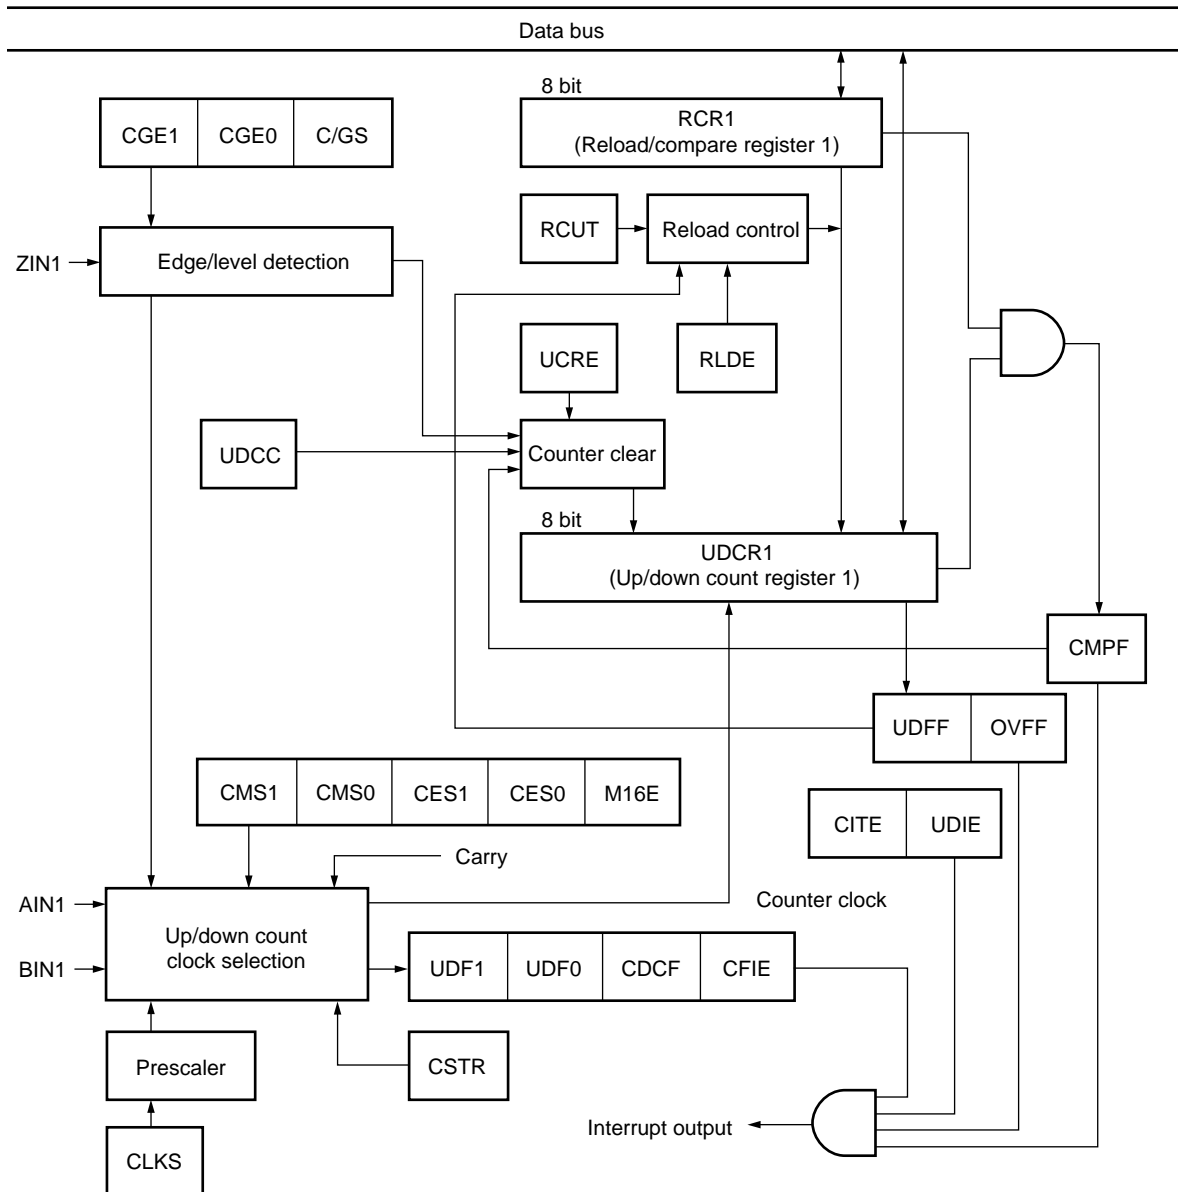 Data bus
8 bit
RCR1
(Reload/compare register 1)
CGE1 CGE0 C/GS
RCUT
Reload control
ZIN1
Edge/level detection
UCRE
RLDE
UDCC
Counter clear
8 bit
UDCR1
(Up/down count register 1)
CMPF
UDFF OVFF
CMS1 CMS0 CES1 CES0 M16E
CITE UDIE
Carry
AIN1
Counter clock
Up/down count
clock selection
BIN1
UDF1 UDF0 CDCF CFIE
Prescaler
CSTR
Interrupt output
CLKS